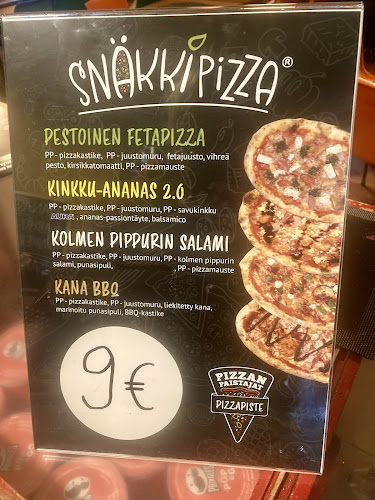 SNÄKKIPIZZA®
PESTOINEN FETAPIZZA
PP - pizzakastike, PP - juustomuru, fetajuusto, vihreä
pesto, kirsikkatomaatti, PP - pizzamauste
KINKKU-ANANAS 2.0
PP - pizzakastike, PP - juustomuru, PP - savukinkku
, ananas-passiontäyte, balsamico
KOLMEN PIPPURIN SALAMI
PP - pizzakastike, PP - juustomuru, PP - kolmen pippurin
salami, punasipuli, , PP - pizzamauste
KANA BBQ
PP - pizzakastike, PP - juustomuru, liekitetty kana,
marinoitu punasipuli, BBQ-kastike
9€
PIZZAN
PAISTAJAT
PIZZAPISTE